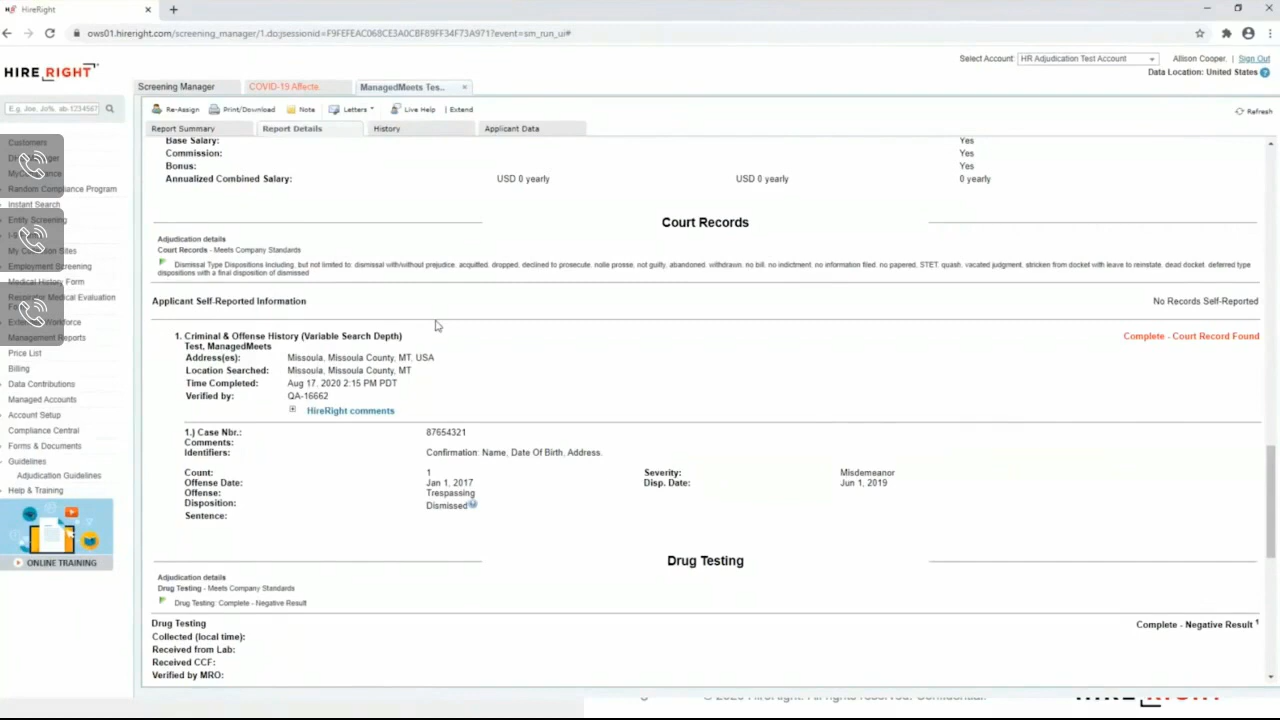 HireRight
ows01.hireright.com/screening_manager/1.do;jsessionid=F9FEFEAC068CE3A0CBF89FF34F73A971?event=sm_run_ui#
HIRE RIGHT
Select Account: HR Adjudication Test Account
Allison Cooper. | Sign Out
Data Location: United States
Screening Manager
COVID-19 Affecte
ManagedMeets Tes..
E.g. Joe, Jo%, ab-1234567
Re-Assign
Print/Download
Note
Letters
Live Help
Extend
Refresh
Report Summary
Report Details
History
Applicant Data
Customers
Random Compliance Program
Instant Search
Entity Screening
Employment Screening
Medical History Form
Medical Evaluation
Management Reports
Price List
Billing
Data Contributions
Managed Accounts
Account Setup
Compliance Central
Forms & Documents
Guidelines
Adjudication Guidelines
Help & Training
ONLINE TRAINING
Base Salary: Yes
Commission: Yes
Bonus: Yes
Annualized Combined Salary: USD 0 yearly USD 0 yearly 0 yearly
Court Records
Adjudication details
Court Records - Meets Company Standards
Dismissal Type Dispositions Including, but not limited to: dismissal with/without prejudice, acquitted, dropped, declined to prosecute, nolle prosse, not guilty, abandoned, withdrawn, no bill, no indictment, no information filed, no papered, STET, quash, vacated judgment, stricken from docket with leave to reinstate, dead docket, deferred type
dispositions with a final disposition of dismissed
Applicant Self-Reported Information
No Records Self-Reported
1. Criminal & Offense History (Variable Search Depth)
Complete - Court Record Found
Test, ManagedMeets
Address(es): Missoula, Missoula County, MT, USA
Location Searched: Missoula, Missoula County, MT
Time Completed: Aug 17, 2020 2:15 PM PDT
Verified by: QA-16662
HireRight comments
1.) Case Nbr.: 87654321
Comments:
Identifiers: Confirmation: Name, Date Of Birth, Address.
Count: 1 Severity: Misdemeanor
Offense Date: Jan 1, 2017 Disp. Date: Jun 1, 2019
Offense: Trespassing
Disposition: Dismissed
Sentence:
Drug Testing
Adjudication details
Drug Testing - Meets Company Standards
Drug Testing: Complete - Negative Result
Drug Testing
Complete - Negative Result 1
Collected (local time):
Received from Lab:
Received CCF:
Verified by MRO: